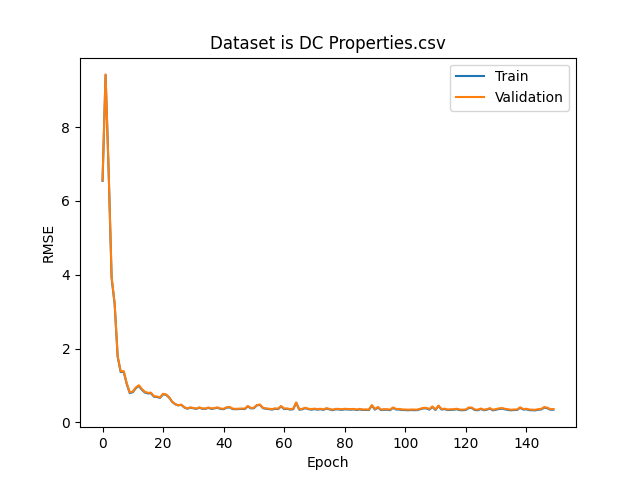 Dataset is DC Properties.csv
Train
Validation
RMSE
8
6
4
2
0
0 20 40 60 80 100 120 140
Epoch